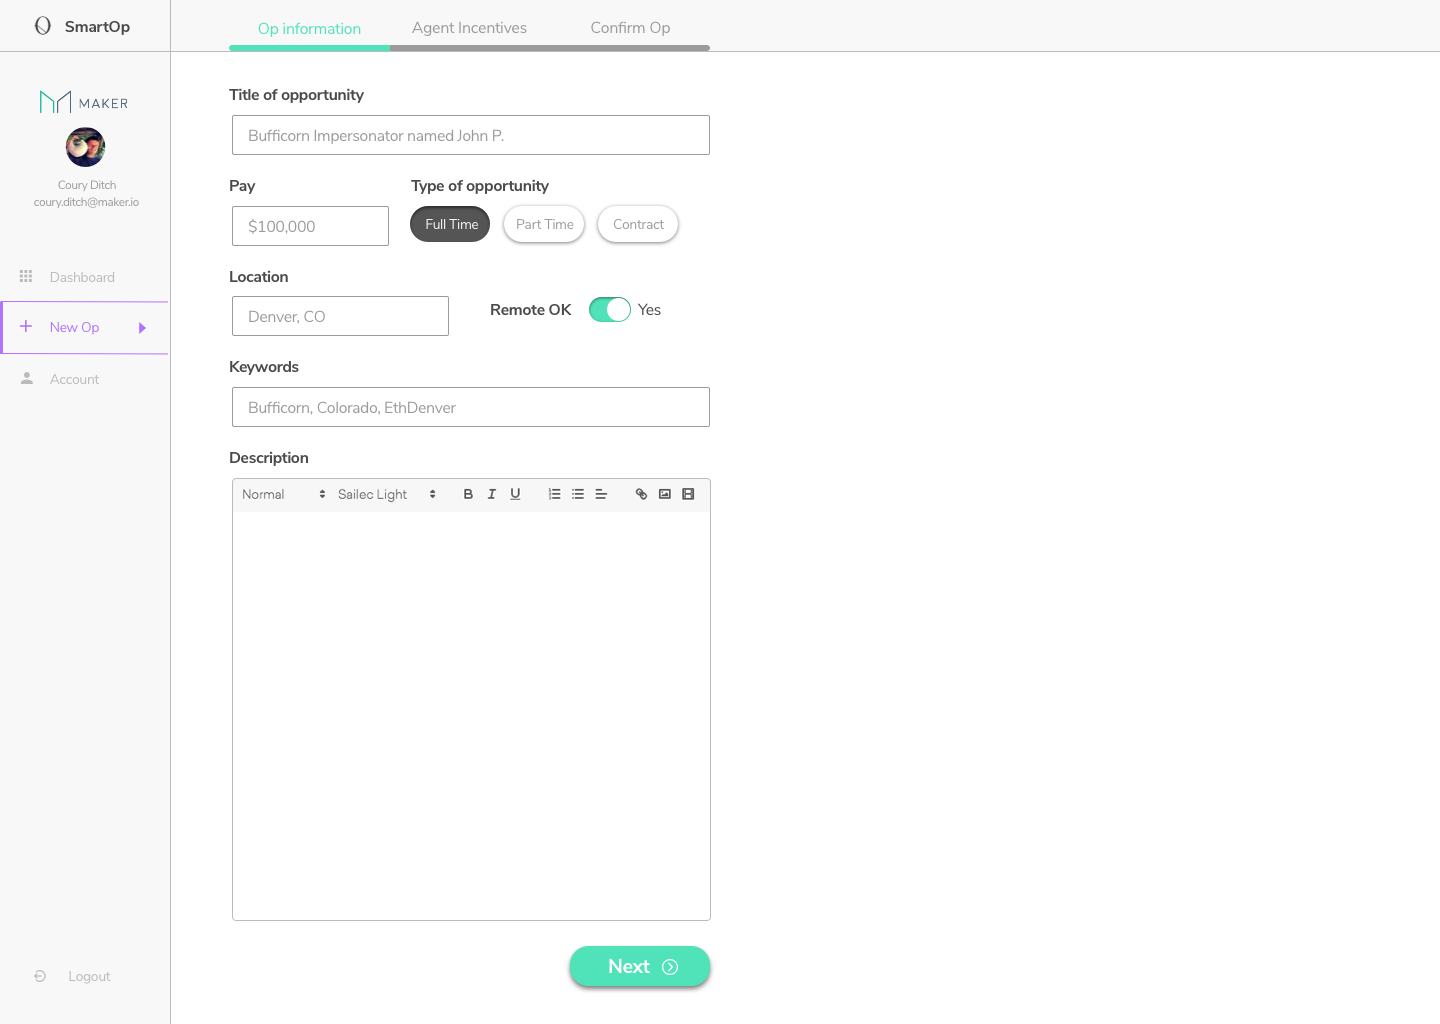 SmartOp
Op information
Agent Incentives
Confirm Op
MAKER
Coury Ditch
coury.ditch@maker.io
Dashboard
New Op
Account
Logout
Title of opportunity
Bufficorn Impersonator named John P.
Pay
Type of opportunity
$100,000
Full Time
Part Time
Contract
Location
Denver, CO
Remote OK
Yes
Keywords
Bufficorn, Colorado, EthDenver
Description
Normal
Sailec Light
B I U
Next